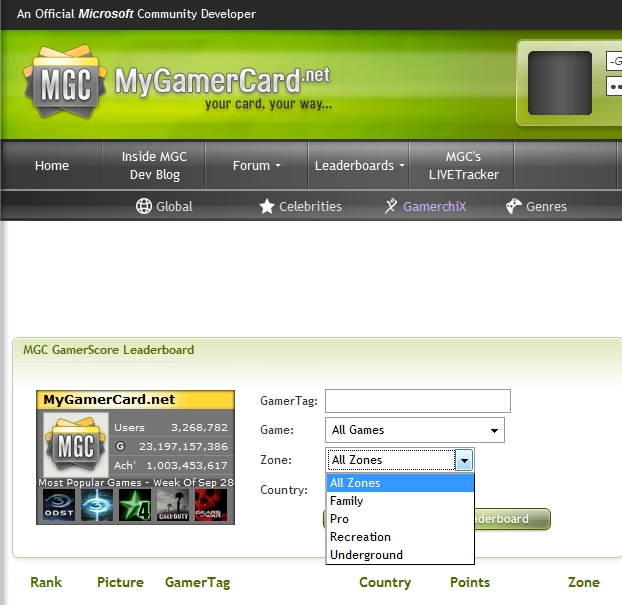 An Official Microsoft Community Developer
MGC MyGamerCard.net
your card, your way...
-G
Home
Inside MGC
Dev Blog
Forum
Leaderboards
MGC's
LIVETracker
Global Celebrities GamerchiX Genres
MGC GamerScore Leaderboard
MyGamerCard.net
MGC
Users 3,268,782
G 23,197,157,386
Ach' 1,003,453,617
Most Popular Games - Week Of Sep 28
ODST
4
CALL·DUTY
GEARS
OF WAR
GamerTag:
Game: All Games
Zone: All Zones
All Zones
Family
Pro
Recreation
Underground
Country:
derboard
Rank Picture GamerTag Country Points Zone